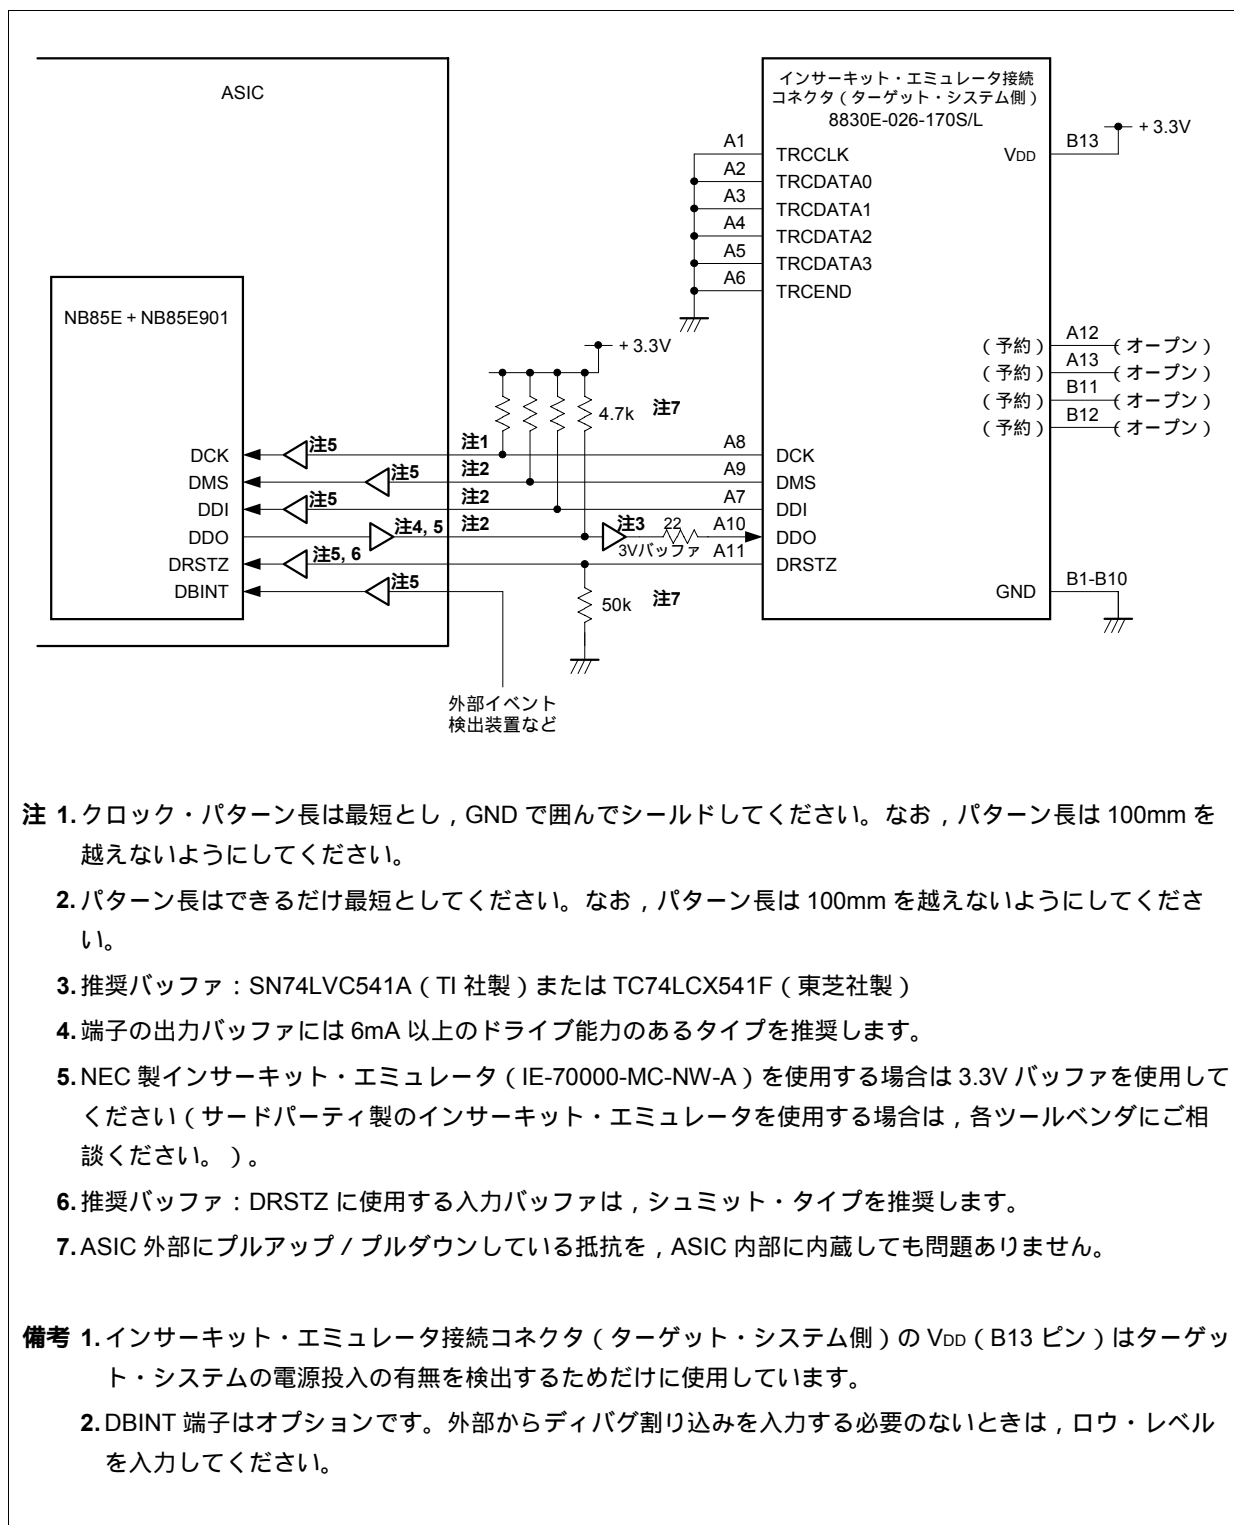 ASIC
インサーキット・エミュレータ接続
コネクタ（ターゲット・システム側）
8830E-026-170S/L
A1 TRCCLK
A2 TRCDATA0
A3 TRCDATA1
A4 TRCDATA2
A5 TRCDATA3
A6 TRCEND
VDD B13 + 3.3V
（予約） A12 （オープン）
（予約） A13 （オープン）
（予約） B11 （オープン）
（予約） B12 （オープン）
NB85E + NB85E901
+ 3.3V
4.7k 注7
DCK 注5 注1 A8 DCK
DMS 注5 注2 A9 DMS
DDI 注5 注2 A7 DDI
DDO 注4, 5 注2 注3 22 A10 DDO
3Vバッファ
DRSTZ 注5, 6 A11 DRSTZ
DBINT 注5
50k 注7
GND B1-B10
外部イベント
検出装置など
注 1. クロック・パターン長は最短とし，GND で囲んでシールドしてください。なお，パターン長は 100mm を
越えないようにしてください。
2. パターン長はできるだけ最短としてください。なお，パターン長は 100mm を越えないようにしてくださ
い。
3. 推奨バッファ：SN74LVC541A（TI 社製）または TC74LCX541F（東芝社製）
4. 端子の出力バッファには 6mA 以上のドライブ能力のあるタイプを推奨します。
5. NEC 製インサーキット・エミュレータ（IE-70000-MC-NW-A）を使用する場合は 3.3V バッファを使用して
ください（サードパーティ製のインサーキット・エミュレータを使用する場合は，各ツールベンダにご相
談ください。）。
6. 推奨バッファ：DRSTZ に使用する入力バッファは，シュミット・タイプを推奨します。
7. ASIC 外部にプルアップ／プルダウンしている抵抗を，ASIC 内部に内蔵しても問題ありません。
備考 1. インサーキット・エミュレータ接続コネクタ（ターゲット・システム側）の VDD（B13 ピン）はターゲッ
ト・システムの電源投入の有無を検出するためだけに使用しています。
2. DBINT 端子はオプションです。外部からディバグ割り込みを入力する必要のないときは，ロウ・レベル
を入力してください。